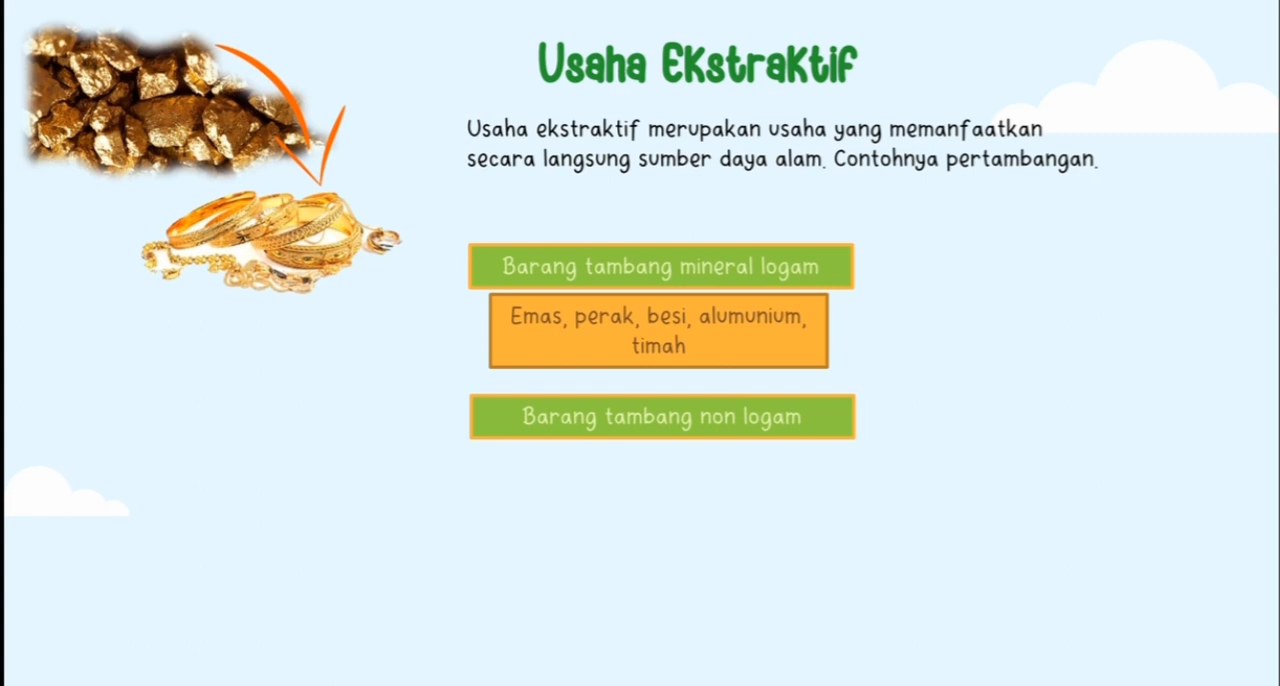 Usaha Ekstraktif
Usaha ekstraktif merupakan usaha yang memanfaatkan
secara langsung sumber daya alam. Contohnya pertambangan.
Barang tambang mineral logam
Emas, perak, besi, alumunium,
timah
Barang tambang non logam